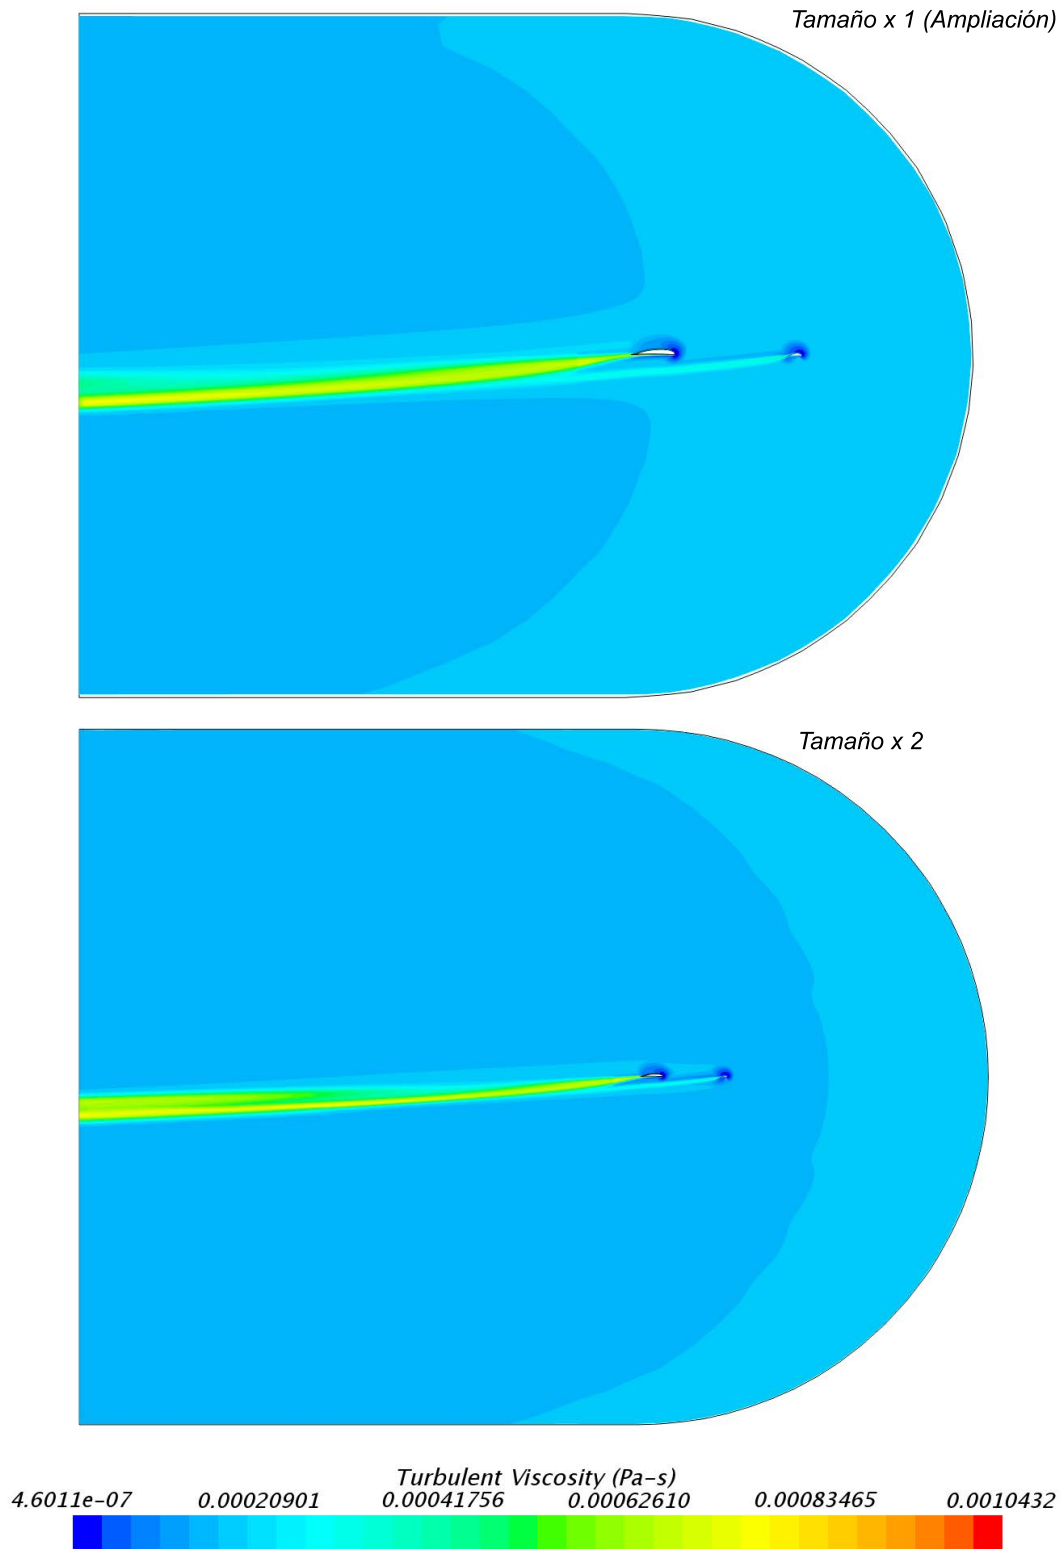 Tamaño x 1 (Ampliación)
Tamaño x 2
Turbulent Viscosity (Pa-s)
4.6011e-07 0.00020901 0.00041756 0.00062610 0.00083465 0.0010432